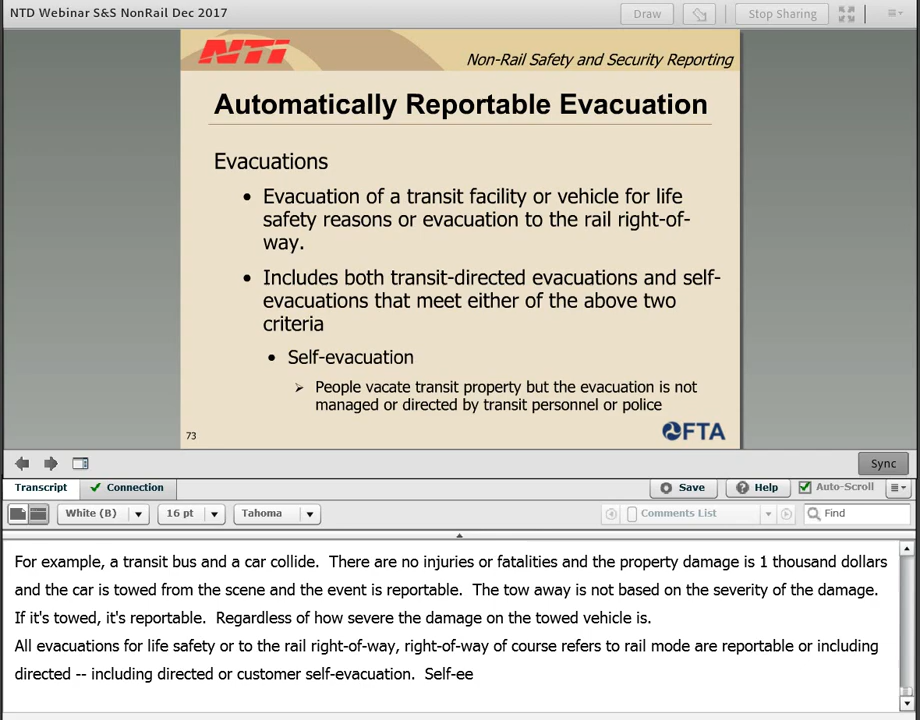 NTD Webinar S&S NonRail Dec 2017
Draw
Stop Sharing
NTI
Non-Rail Safety and Security Reporting
Automatically Reportable Evacuation
Evacuations
• Evacuation of a transit facility or vehicle for life
safety reasons or evacuation to the rail right-of-
way.
• Includes both transit-directed evacuations and self-
evacuations that meet either of the above two
criteria
• Self-evacuation
➢ People vacate transit property but the evacuation is not
managed or directed by transit personnel or police
73
FTA
Sync
Transcript
Connection
Save
Help
Auto-Scroll
White (B)
16 pt
Tahoma
Comments List
Find
For example, a transit bus and a car collide.  There are no injuries or fatalities and the property damage is 1 thousand dollars
and the car is towed from the scene and the event is reportable.  The tow away is not based on the severity of the damage.
If it's towed, it's reportable.  Regardless of how severe the damage on the towed vehicle is.
All evacuations for life safety or to the rail right-of-way, right-of-way of course refers to rail mode are reportable or including
directed -- including directed or customer self-evacuation.  Self-ee